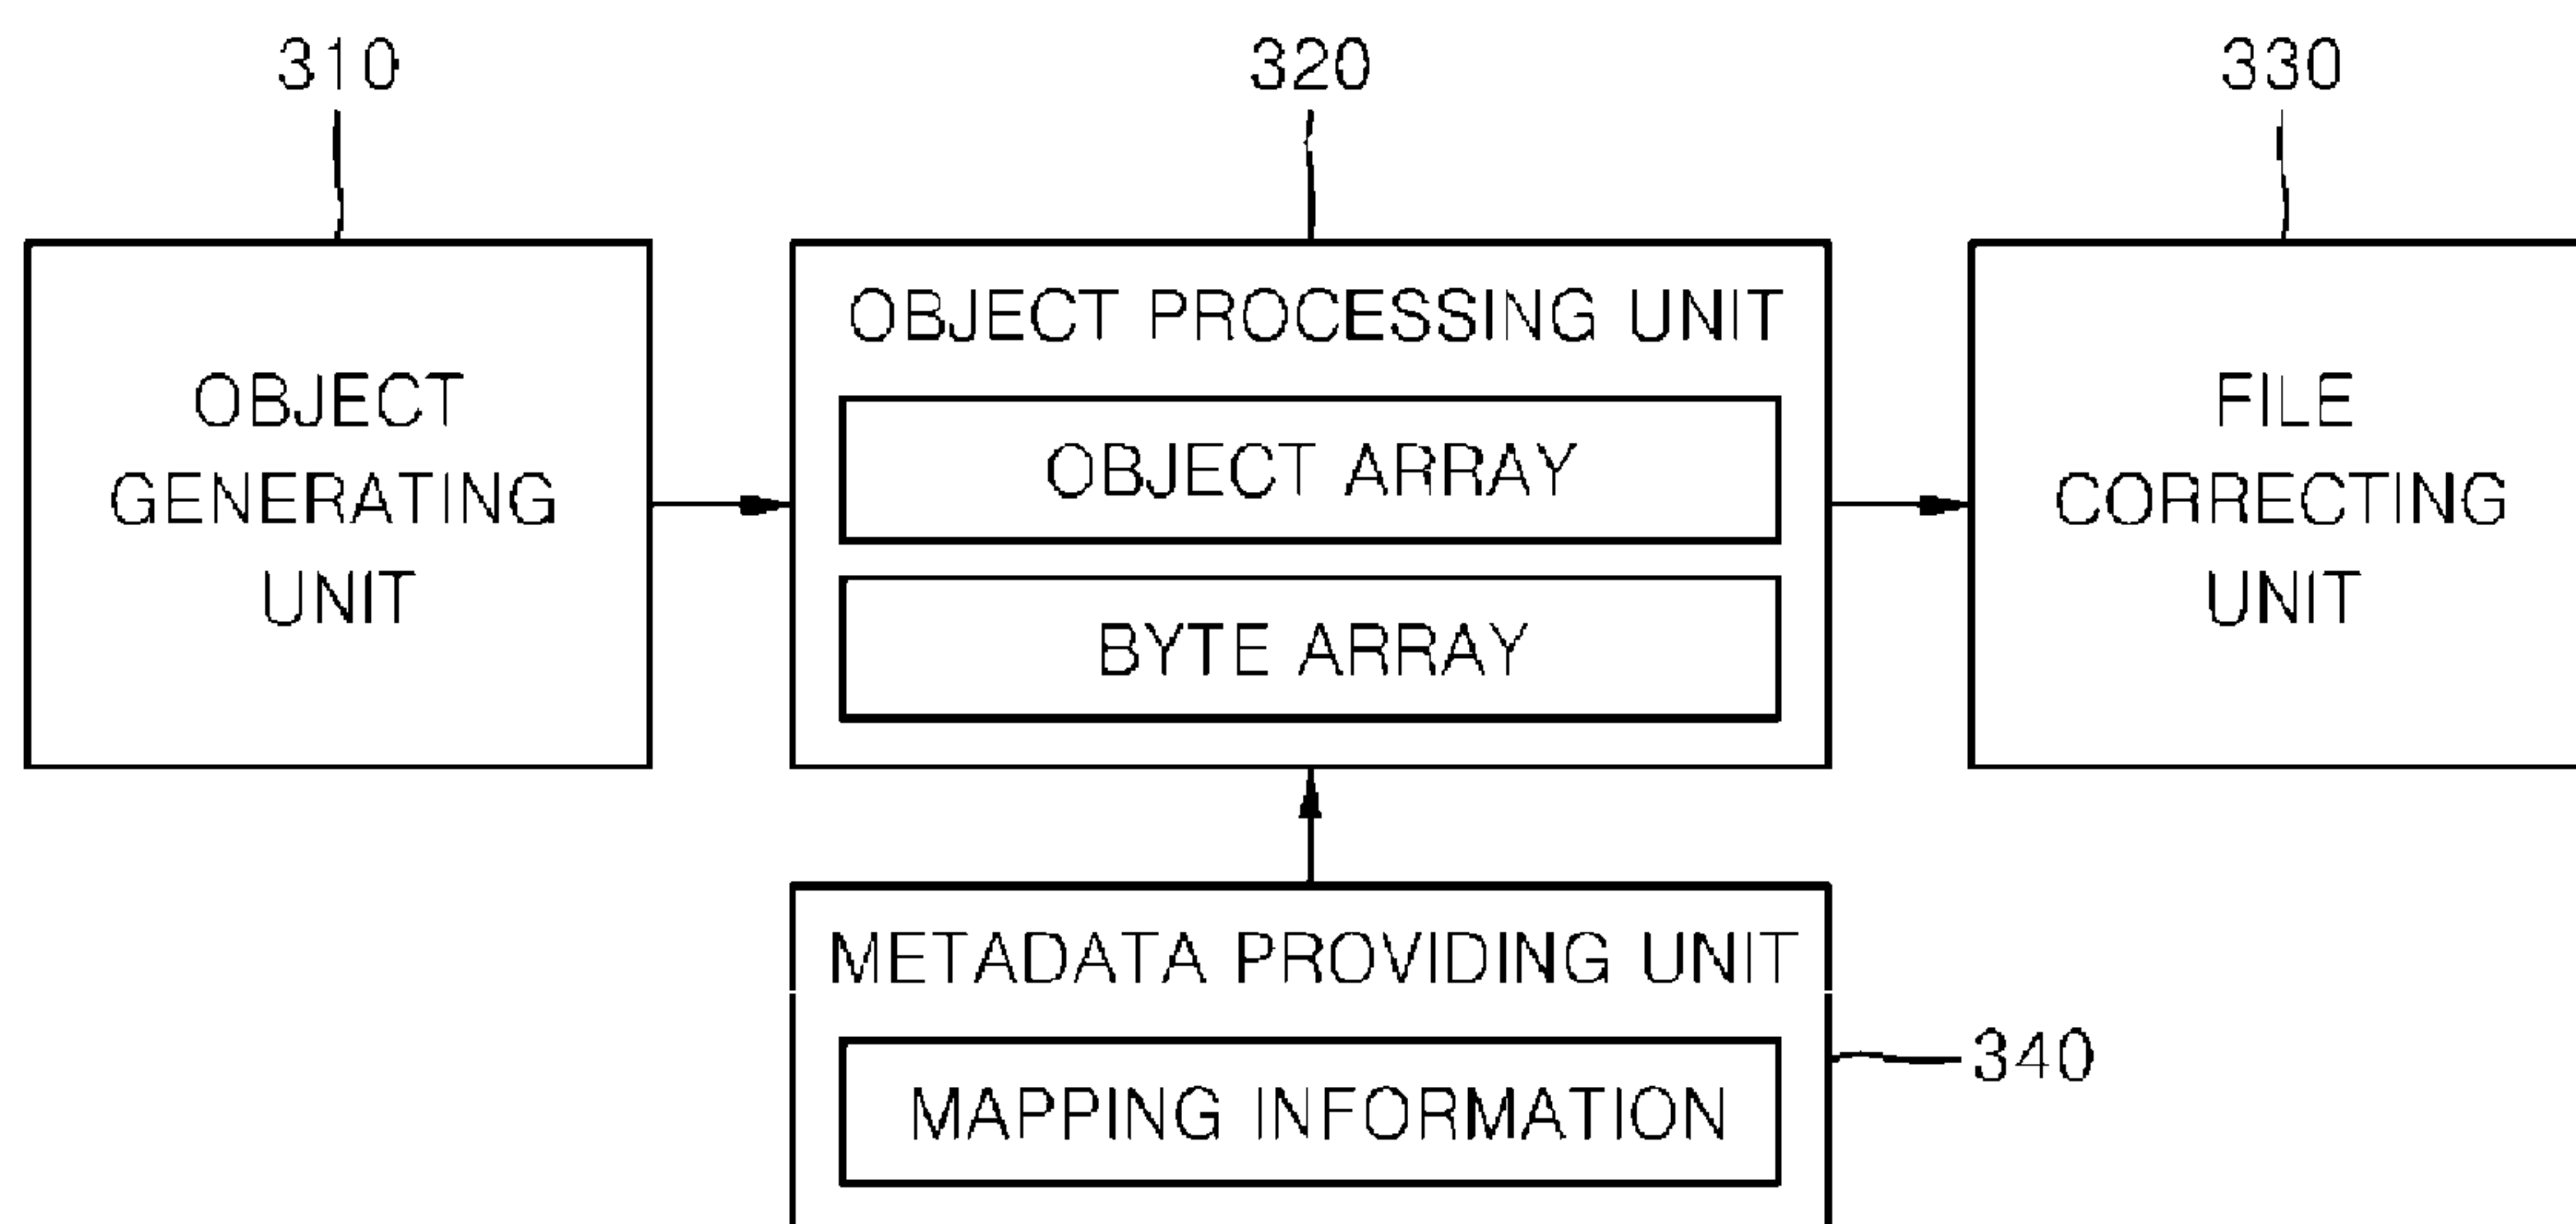 310
320
330
OBJECT
GENERATING
UNIT
OBJECT PROCESSING UNIT
OBJECT ARRAY
BYTE ARRAY
FILE
CORRECTING
UNIT
METADATA PROVIDING UNIT
MAPPING INFORMATION
340